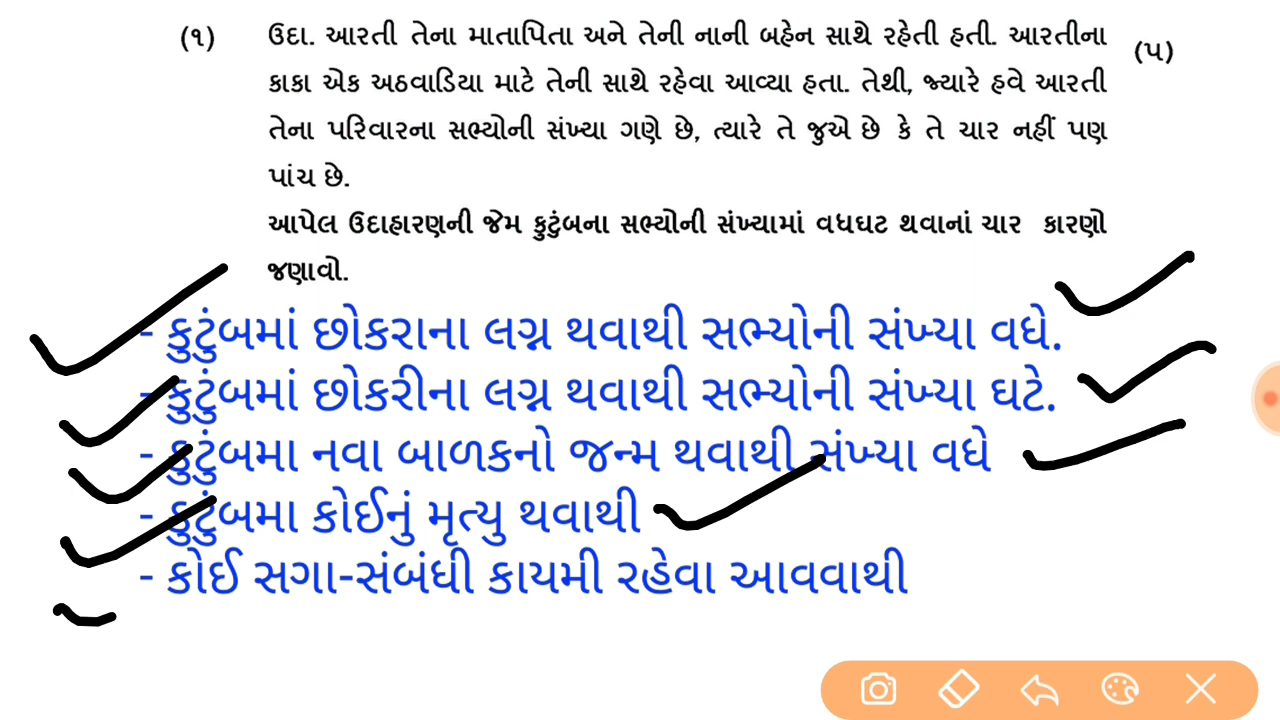 (૧) ઉદા. આરતી તેના માતાપિતા અને તેની નાની બહેન સાથે રહેતી હતી. આરતીના (૫)
કાકા એક અઠવાડિયા માટે તેની સાથે રહેવા આવ્યા હતા. તેથી, જ્યારે હવે આરતી
તેના પરિવારના સભ્યોની સંખ્યા ગણે છે, ત્યારે તે જુએ છે કે તે ચાર નહીં પણ
પાંચ છે.
આપેલ ઉદાહારણની જેમ કુટુંબના સભ્યોની સંખ્યામાં વધઘટ થવાનાં ચાર કારણો
જણાવો.
- કુટુંબમાં છોકરાના લગ્ન થવાથી સભ્યોની સંખ્યા વધે.
- કુટુંબમાં છોકરીના લગ્ન થવાથી સભ્યોની સંખ્યા ઘટે.
- કુટુંબમા નવા બાળકનો જન્મ થવાથી સંખ્યા વધે
- કુટુંબમા કોઈનું મૃત્યુ થવાથી
- કોઈ સગા-સંબંધી કાયમી રહેવા આવવાથી